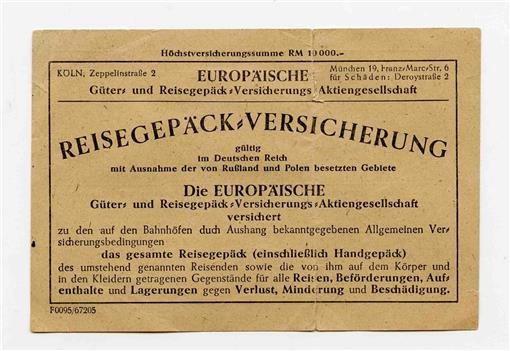 Höchstversicherungssumme RM 10000.-
KÖLN, Zeppelinstraße 2
EUROPÄISCHE
München 19, Franz-Marc-Str. 6
für Schäden: Deroystraße 2
Güter- und Reisegepäck-Versicherungs-Aktiengesellschaft
REISEGEPÄCK-VERSICHERUNG
gültig
im Deutschen Reich
mit Ausnahme der von Rußland und Polen besetzten Gebiete
Die EUROPÄISCHE
Güter- und Reisegepäck-Versicherungs-Aktiengesellschaft
versichert
zu den auf den Bahnhöfen duch Aushang bekanntgegebenen Allgemeinen Ver-
sicherungsbedingungen
das gesamte Reisegepäck (einschließlich Handgepäck)
des umstehend genannten Reisenden sowie die von ihm auf dem Körper und
in den Kleidern getragenen Gegenstände für alle Reisen, Beförderungen, Auf-
enthalte und Lagerungen gegen Verlust, Minderung und Beschädigung.
F0095/67205